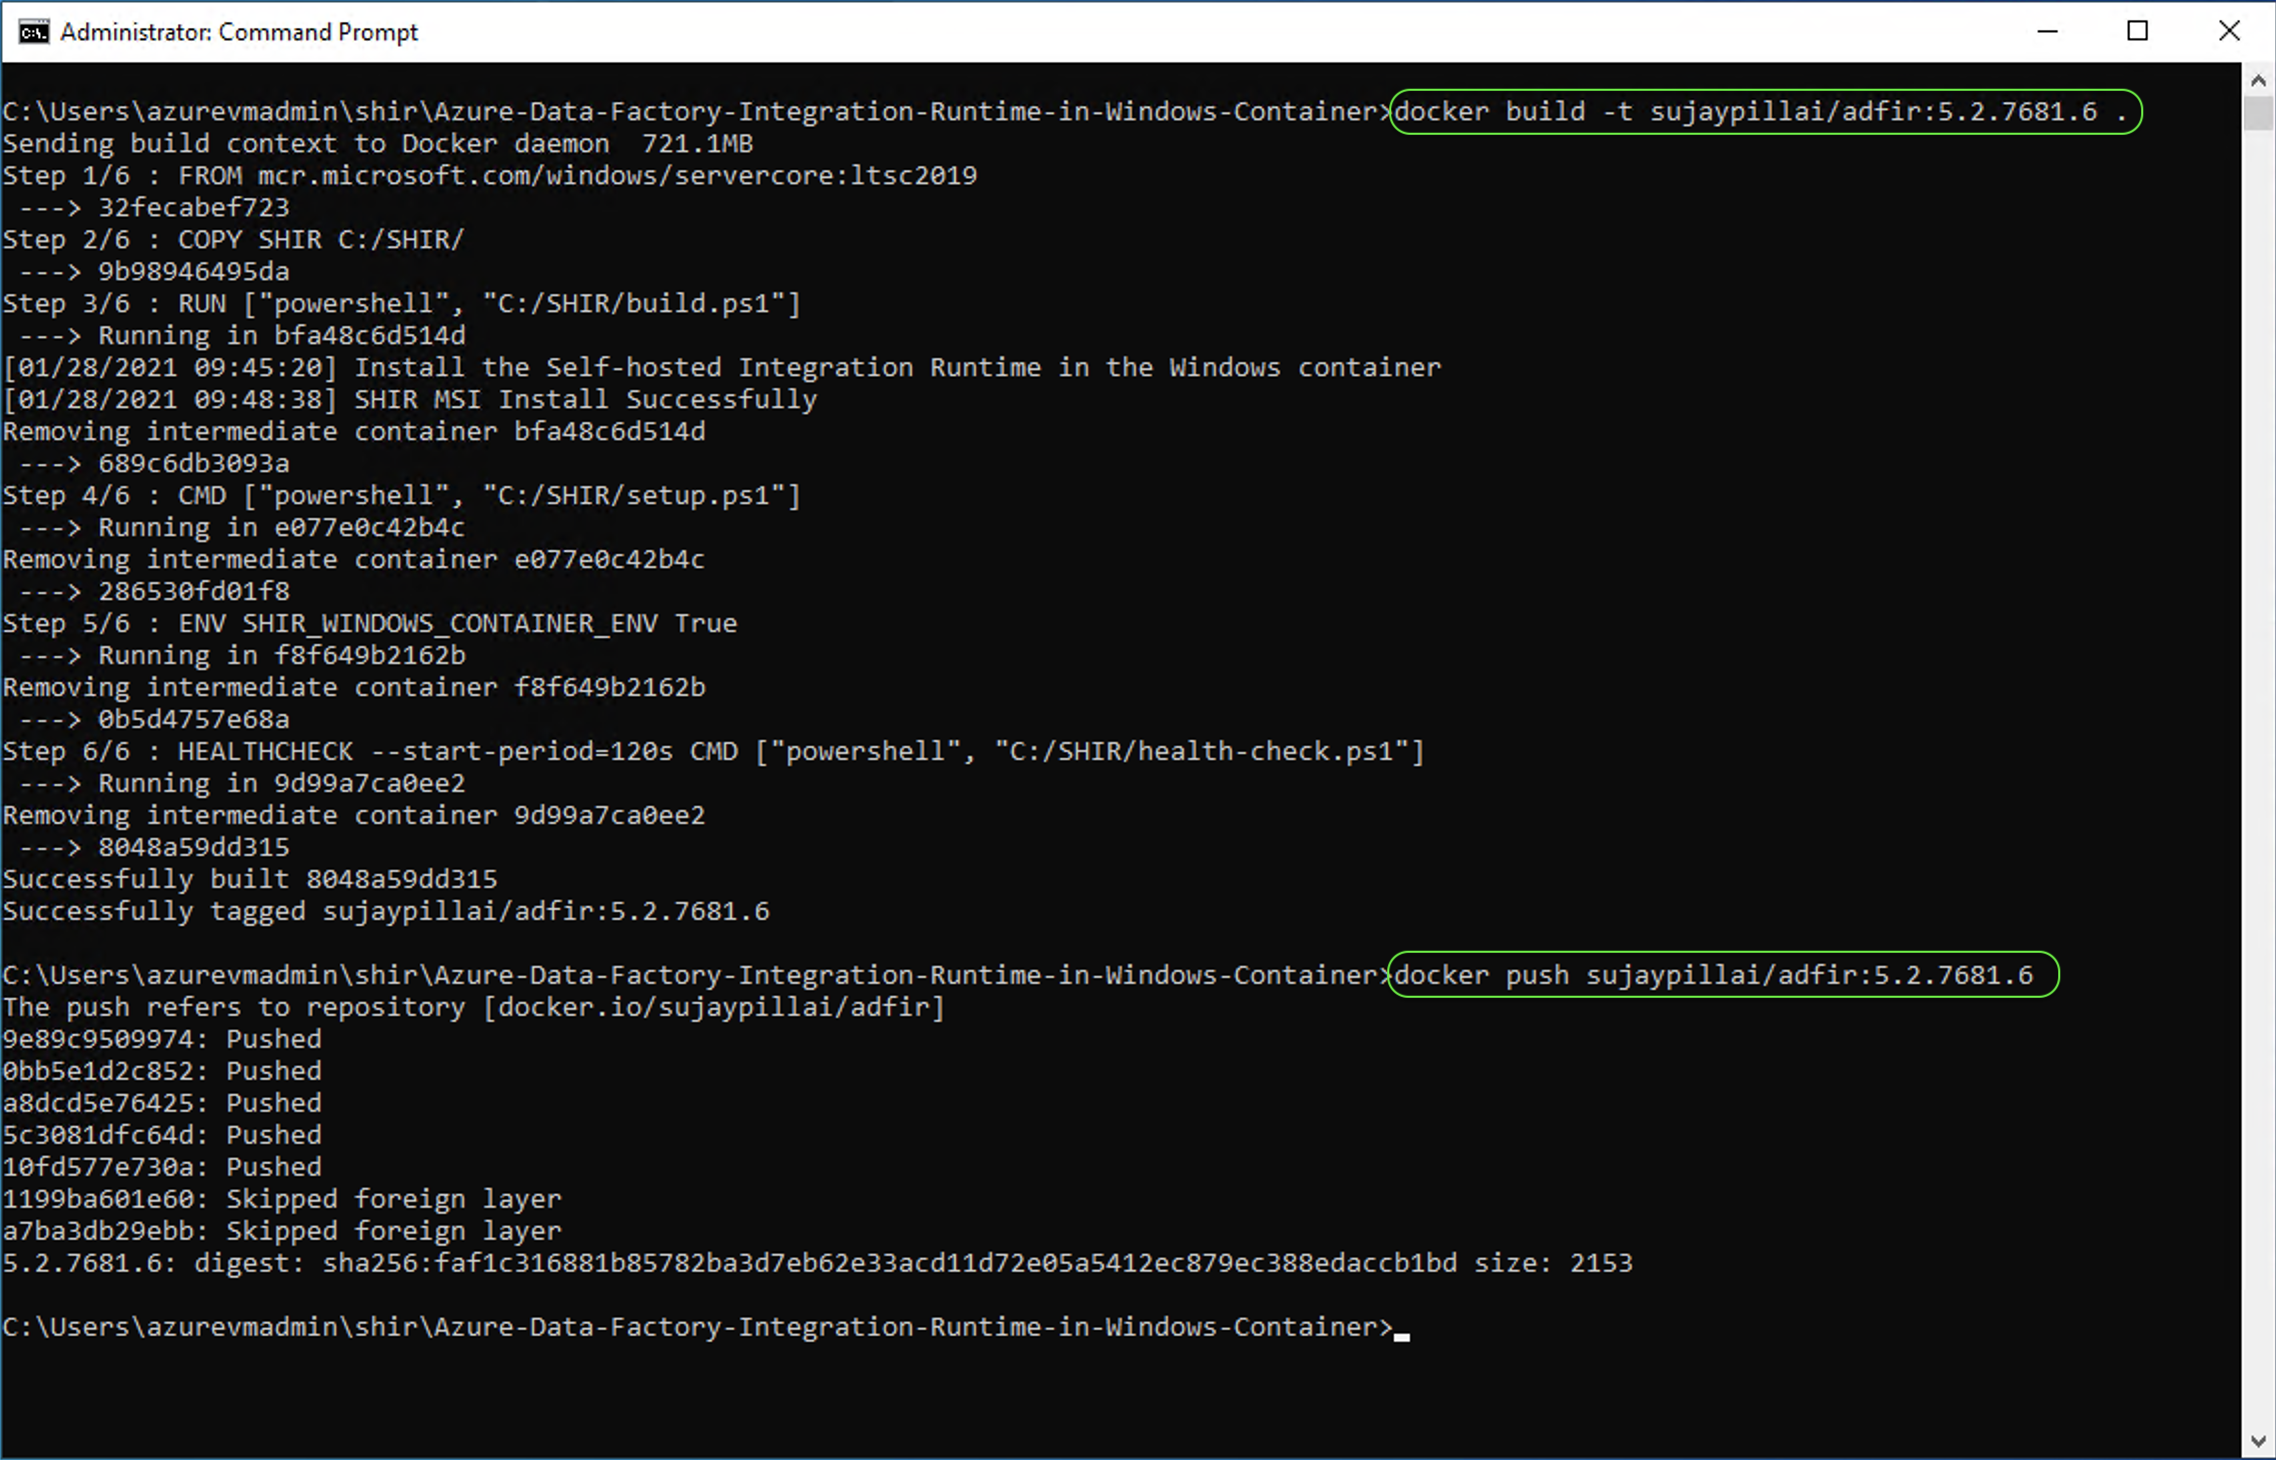 Administrator: Command Prompt
C:\Users\azurevmadmin\shir\Azure-Data-Factory-Integration-Runtime-in-Windows-Container>docker build -t sujaypillai/adfir:5.2.7681.6 .
Sending build context to Docker daemon  721.1MB
Step 1/6 : FROM mcr.microsoft.com/windows/servercore:ltsc2019
 ---> 32fecabef723
Step 2/6 : COPY SHIR C:/SHIR/
 ---> 9b98946495da
Step 3/6 : RUN ["powershell", "C:/SHIR/build.ps1"]
 ---> Running in bfa48c6d514d
[01/28/2021 09:45:20] Install the Self-hosted Integration Runtime in the Windows container
[01/28/2021 09:48:38] SHIR MSI Install Successfully
Removing intermediate container bfa48c6d514d
 ---> 689c6db3093a
Step 4/6 : CMD ["powershell", "C:/SHIR/setup.ps1"]
 ---> Running in e077e0c42b4c
Removing intermediate container e077e0c42b4c
 ---> 286530fd01f8
Step 5/6 : ENV SHIR_WINDOWS_CONTAINER_ENV True
 ---> Running in f8f649b2162b
Removing intermediate container f8f649b2162b
 ---> 0b5d4757e68a
Step 6/6 : HEALTHCHECK --start-period=120s CMD ["powershell", "C:/SHIR/health-check.ps1"]
 ---> Running in 9d99a7ca0ee2
Removing intermediate container 9d99a7ca0ee2
 ---> 8048a59dd315
Successfully built 8048a59dd315
Successfully tagged sujaypillai/adfir:5.2.7681.6
C:\Users\azurevmadmin\shir\Azure-Data-Factory-Integration-Runtime-in-Windows-Container>docker push sujaypillai/adfir:5.2.7681.6
The push refers to repository [docker.io/sujaypillai/adfir]
9e89c9509974: Pushed
0bb5e1d2c852: Pushed
a8dcd5e76425: Pushed
5c3081dfc64d: Pushed
10fd577e730a: Pushed
1199ba601e60: Skipped foreign layer
a7ba3db29ebb: Skipped foreign layer
5.2.7681.6: digest: sha256:faf1c316881b85782ba3d7eb62e33acd11d72e05a5412ec879ec388edaccb1bd size: 2153
C:\Users\azurevmadmin\shir\Azure-Data-Factory-Integration-Runtime-in-Windows-Container>